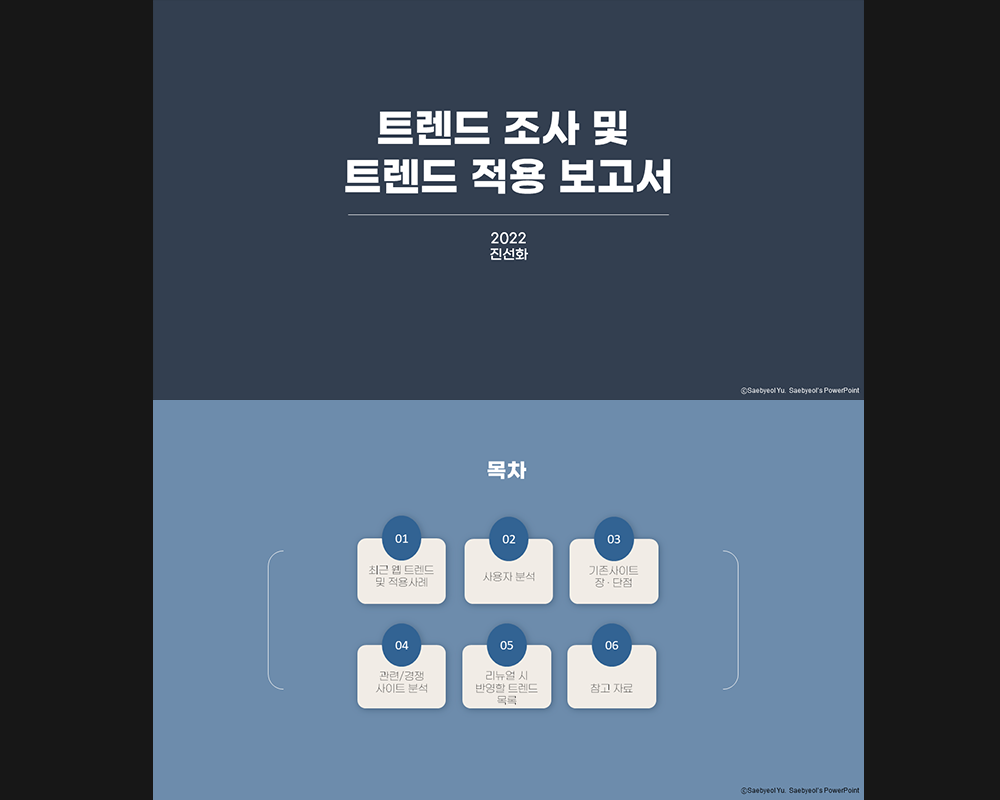 트렌드 조사 및
트렌드 적용 보고서
2022
진선화
ⓒSaebyeol Yu. Saebyeol's PowerPoint
목차
01
최근 웹 트렌드
및 적용사례
02
사용자 분석
03
기존사이트
장 · 단점
04
관련/경쟁
사이트 분석
05
리뉴얼 시
반영할 트렌드
목록
06
참고 자료
ⓒSaebyeol Yu. Saebyeol's PowerPoint